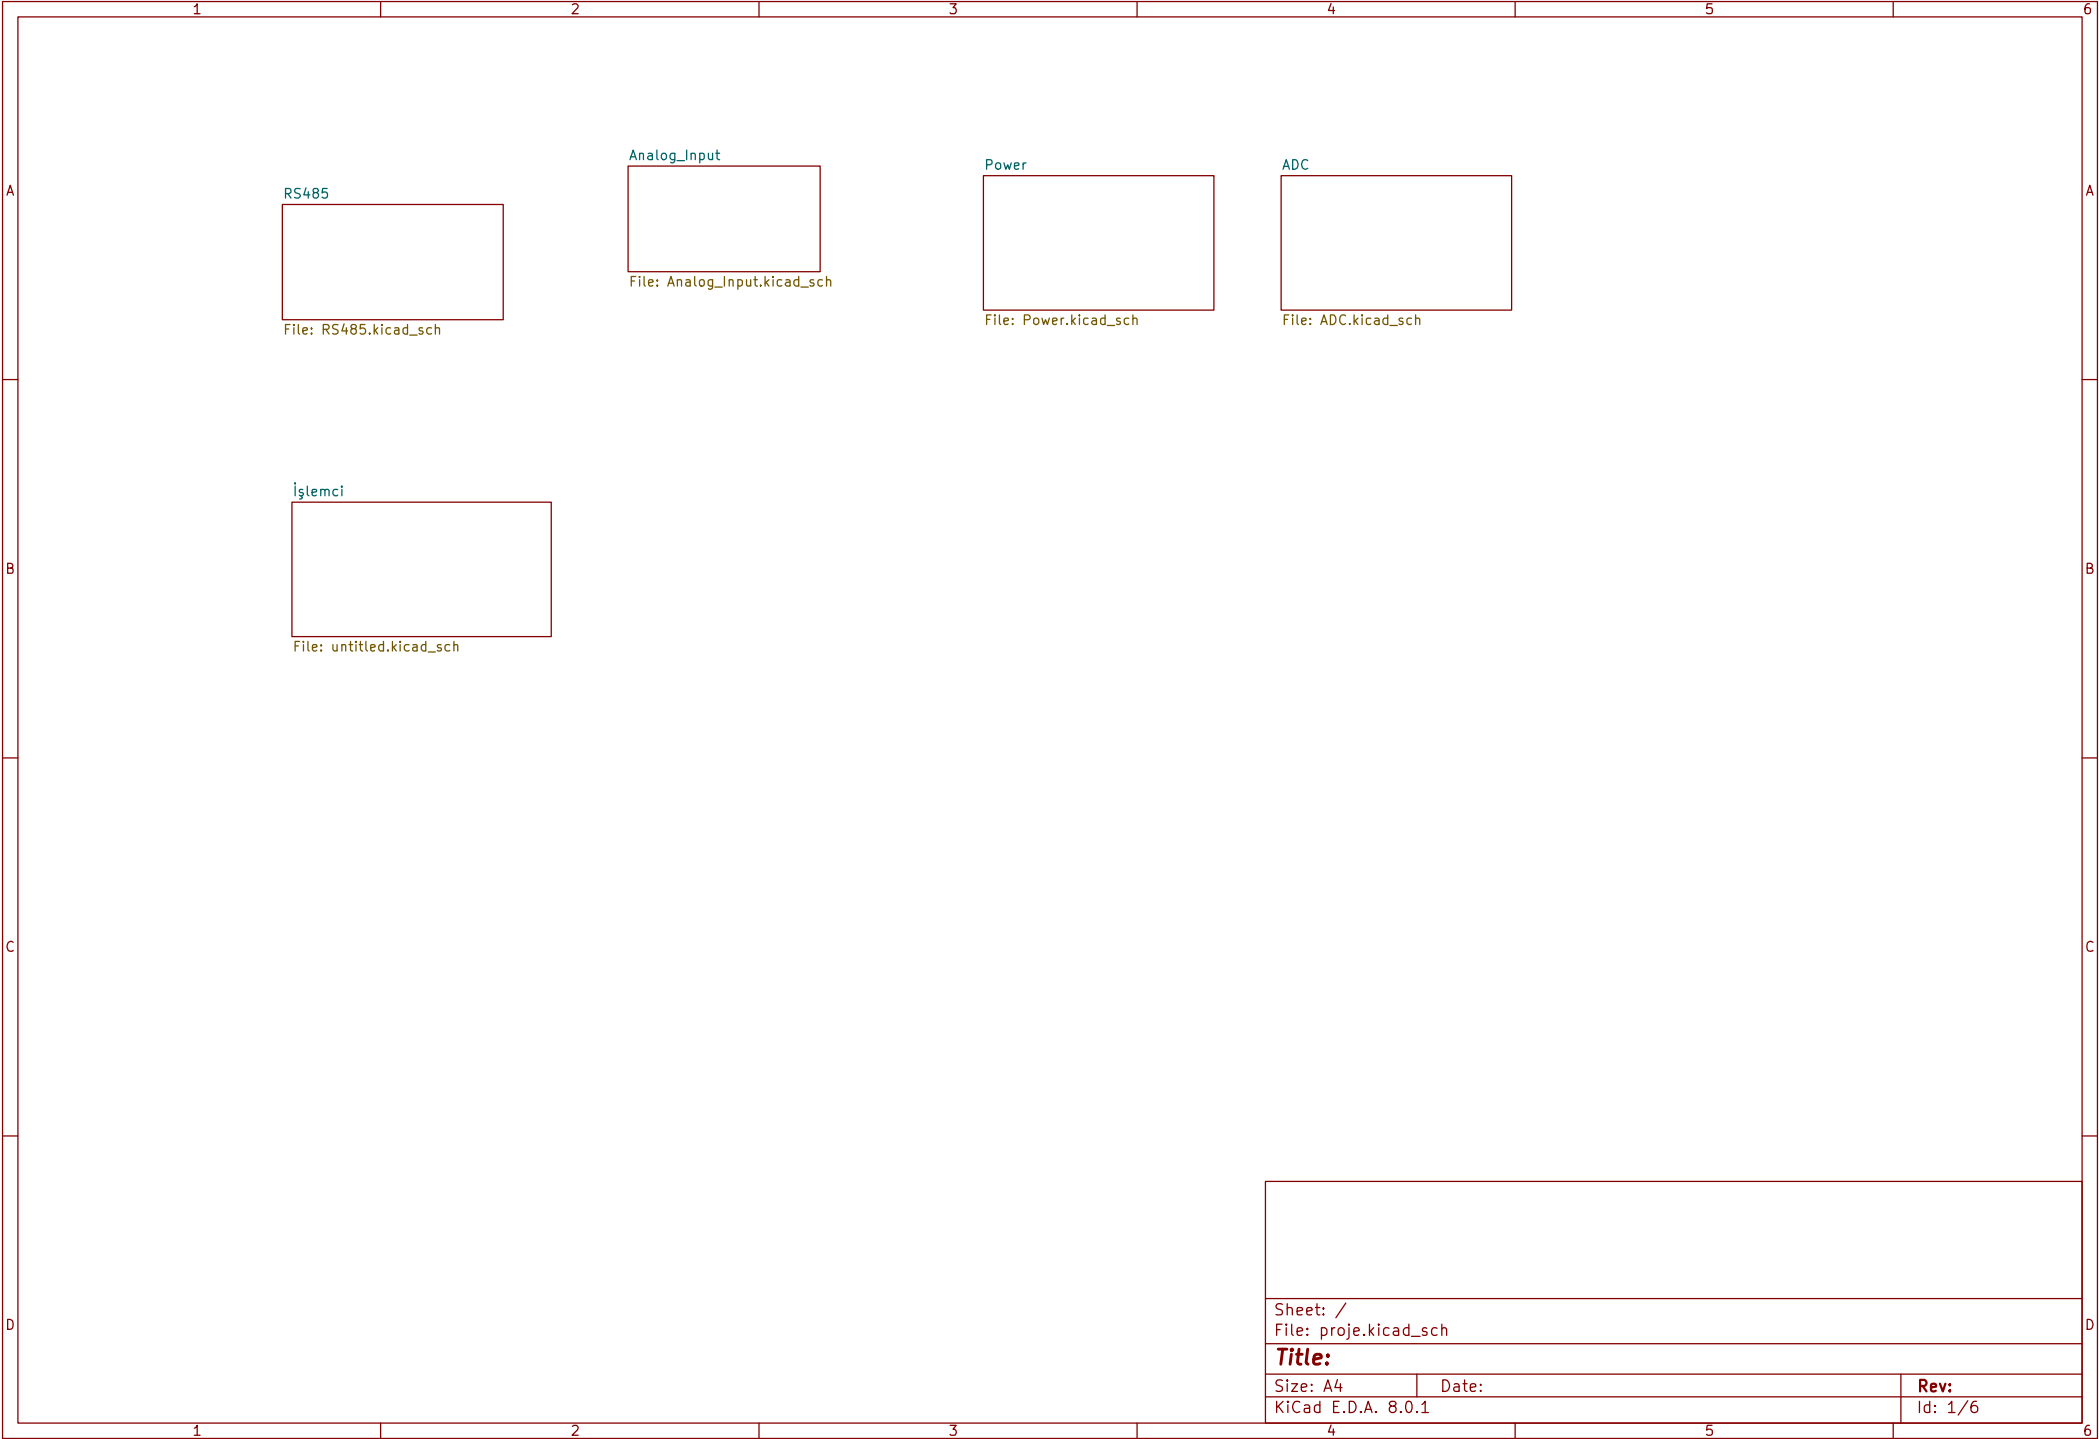 1 2 3 4 5 6
Analog_Input
Power
ADC
RS485
A A
File: Analog_Input.kicad_sch
File: Power.kicad_sch
File: ADC.kicad_sch
File: RS485.kicad_sch
İşlemci
B B
File: untitled.kicad_sch
C C
Sheet: /
File: proje.kicad_sch
D D
Title:
Size: A4 Date: Rev:
KiCad E.D.A. 8.0.1 Id: 1/6
1 2 3 4 5 6